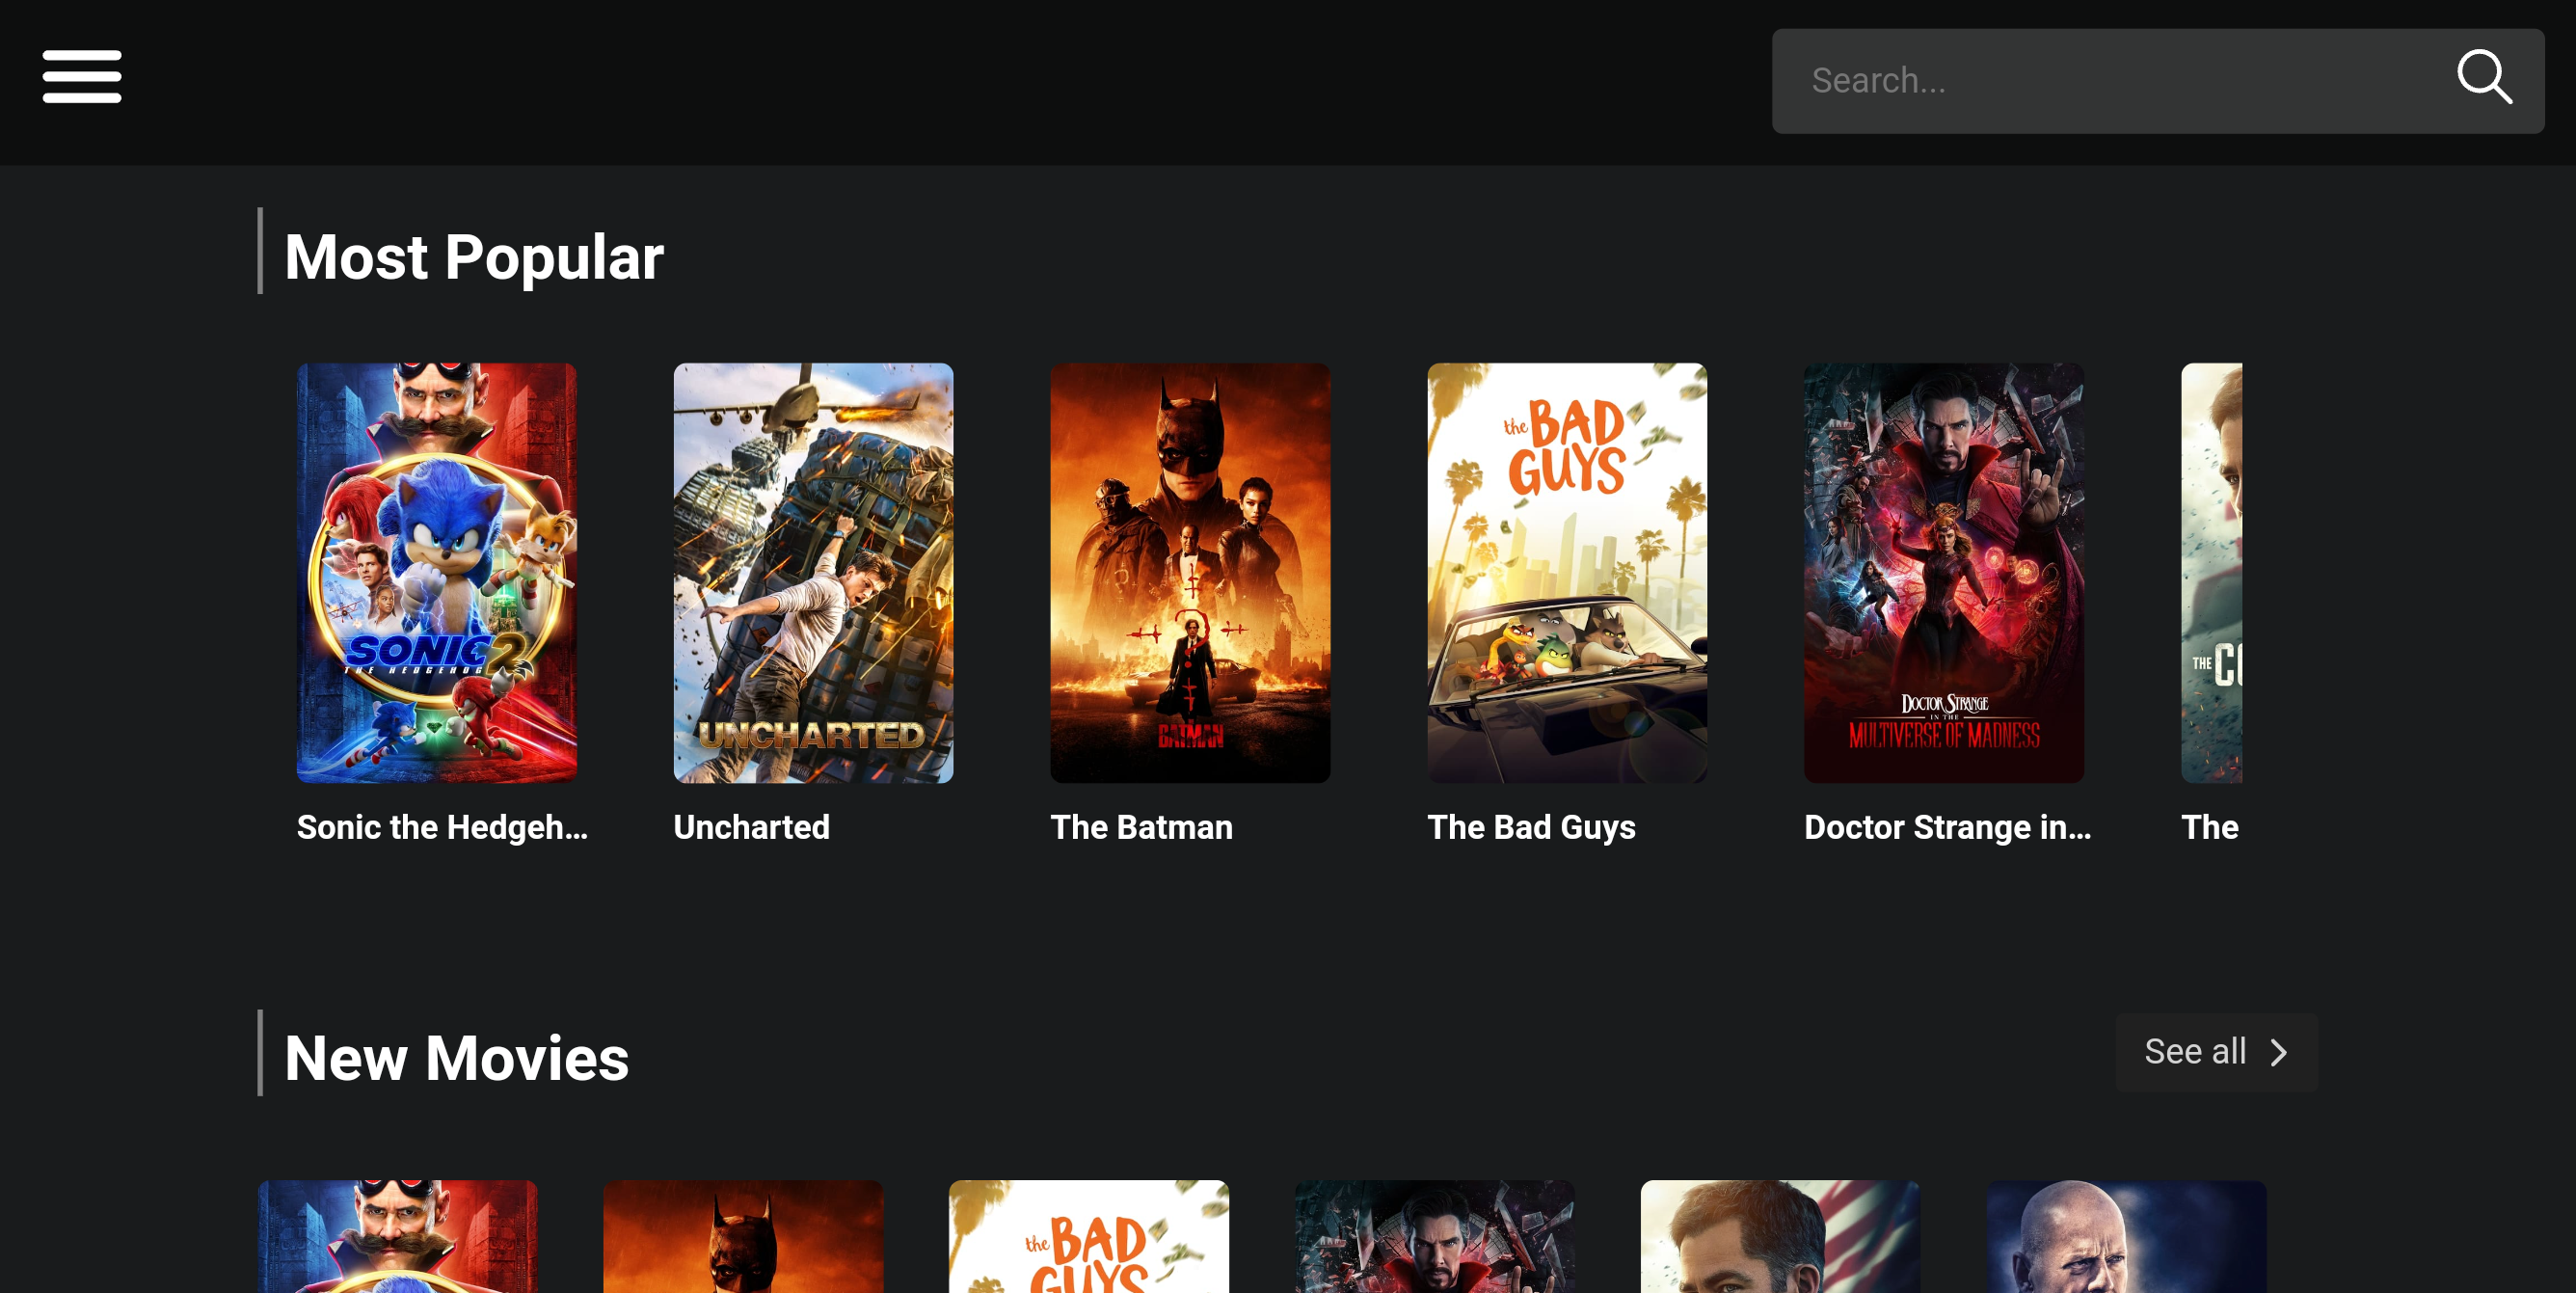 Search...
Most Popular
SONIC 2
THE HEDGEHOG
UNCHARTED
THE
BATMAN
the BAD
GUYS
DOCTOR STRANGE
IN THE
MULTIVERSE OF MADNESS
THE
Sonic the Hedgeh...
Uncharted
The Batman
The Bad Guys
Doctor Strange in...
The
New Movies
See all
the BAD
GUYS